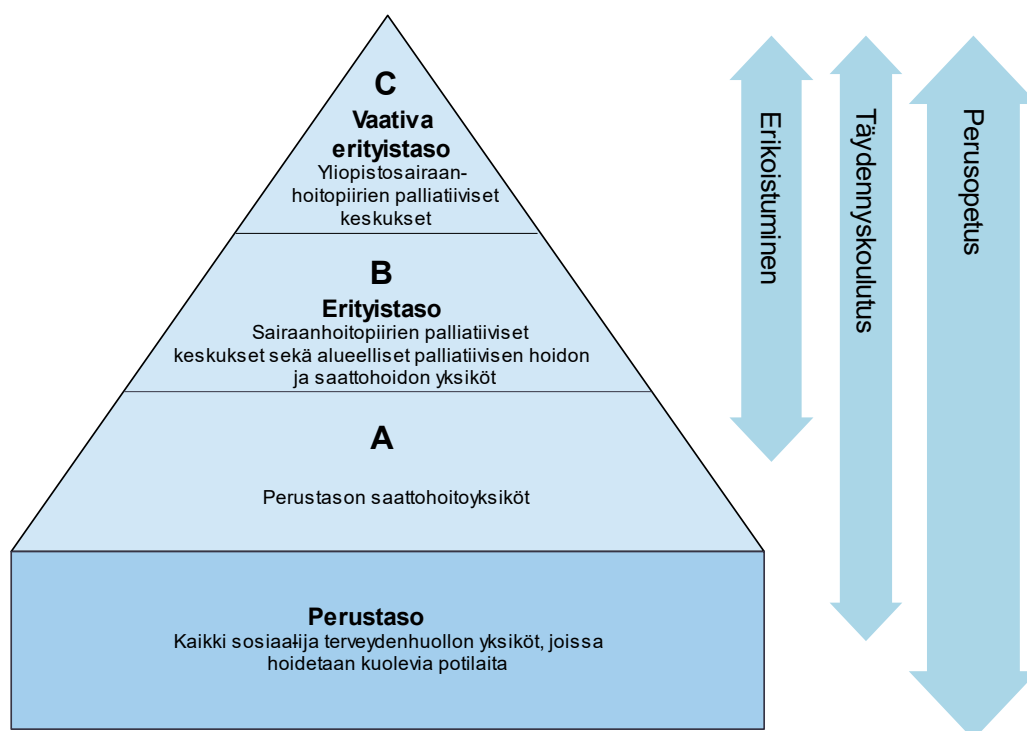 C
Vaativa
erityistaso
Yliopistosairaan-
hoitopiirien palliatiiviset
keskukset
B
Erityistaso
Sairaanhoitopiirien palliatiiviset
keskukset sekä alueelliset palliatiivisen hoidon
ja saattohoidon yksiköt
A
Perustason saattohoitoyksiköt
Perustaso
Kaikki sosiaali-ja terveydenhuollon yksiköt, joissa
hoidetaan kuolevia potilaita
Erikoistuminen
Täydennyskoulutus
Perusopetus